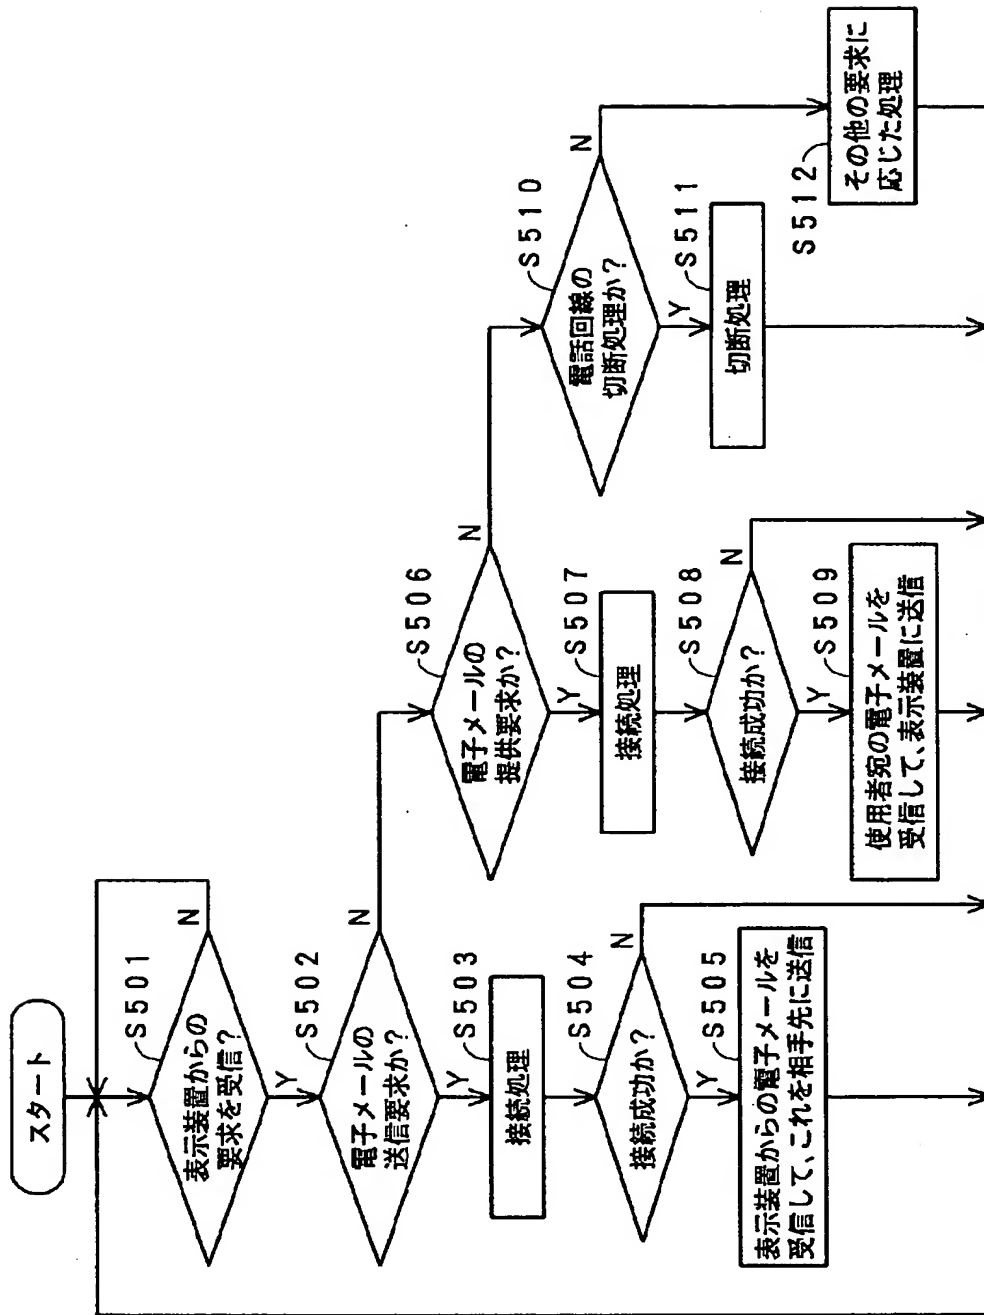 スタート
S501
表示装置からの
要求を受信？
N
Y
S502
電子メールの
送信要求か？
N
Y
S503
接続処理
S504
接続成功か？
N
Y
S505
表示装置からの電子メールを
受信して、これを相手先に送信
S506
電子メールの
提供要求か？
N
Y
S507
接続処理
S508
接続成功か？
N
Y
S509
使用者宛の電子メールを
受信して、表示装置に送信
S510
電話回線の
切断処理か？
N
Y
S511
切断処理
S512
その他の要求に
応じた処理